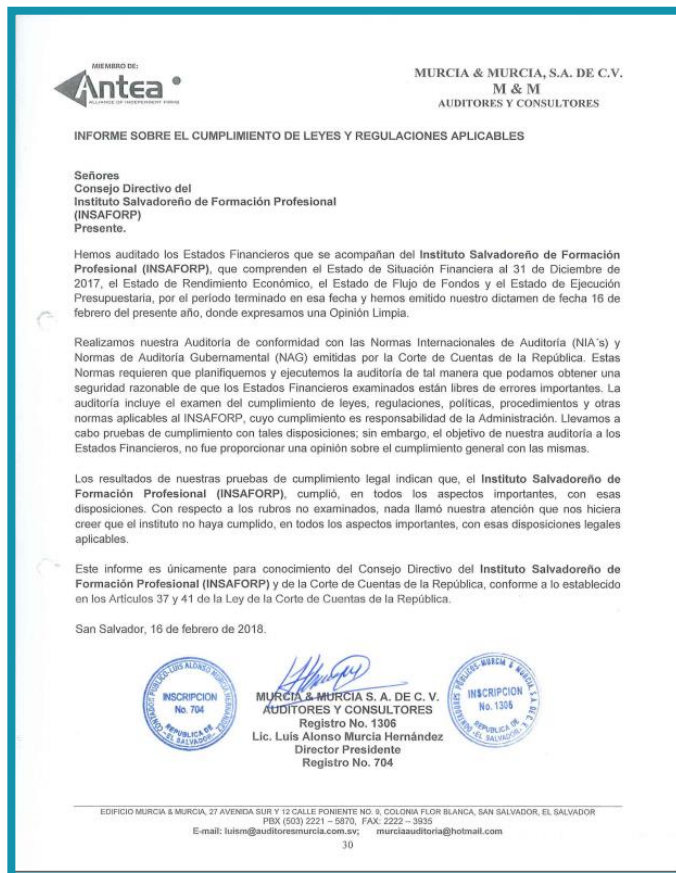 MIEMBRO DE:
Antea
ALLIANCE OF INDEPENDENT FIRMS
MURCIA & MURCIA, S.A. DE C.V.
M & M
AUDITORES Y CONSULTORES
INFORME SOBRE EL CUMPLIMIENTO DE LEYES Y REGULACIONES APLICABLES
Señores
Consejo Directivo del
Instituto Salvadoreño de Formación Profesional
(INSAFORP)
Presente.
Hemos auditado los Estados Financieros que se acompañan del Instituto Salvadoreño de Formación
Profesional (INSAFORP), que comprenden el Estado de Situación Financiera al 31 de Diciembre de
2017, el Estado de Rendimiento Económico, el Estado de Flujo de Fondos y el Estado de Ejecución
Presupuestaria, por el período terminado en esa fecha y hemos emitido nuestro dictamen de fecha 16 de
febrero del presente año, donde expresamos una Opinión Limpia.
Realizamos nuestra Auditoría de conformidad con las Normas Internacionales de Auditoría (NIA´s) y
Normas de Auditoría Gubernamental (NAG) emitidas por la Corte de Cuentas de la República. Estas
Normas requieren que planifiquemos y ejecutemos la auditoría de tal manera que podamos obtener una
seguridad razonable de que los Estados Financieros examinados están libres de errores importantes. La
auditoría incluye el examen del cumplimiento de leyes, regulaciones, políticas, procedimientos y otras
normas aplicables al INSAFORP, cuyo cumplimiento es responsabilidad de la Administración. Llevamos a
cabo pruebas de cumplimiento con tales disposiciones; sin embargo, el objetivo de nuestra auditoría a los
Estados Financieros, no fue proporcionar una opinión sobre el cumplimiento general con las mismas.
Los resultados de nuestras pruebas de cumplimiento legal indican que, el Instituto Salvadoreño de
Formación Profesional (INSAFORP), cumplió, en todos los aspectos importantes, con esas
disposiciones. Con respecto a los rubros no examinados, nada llamó nuestra atención que nos hiciera
creer que el instituto no haya cumplido, en todos los aspectos importantes, con esas disposiciones legales
aplicables.
Este informe es únicamente para conocimiento del Consejo Directivo del Instituto Salvadoreño de
Formación Profesional (INSAFORP) y de la Corte de Cuentas de la República, conforme a lo establecido
en los Artículos 37 y 41 de la Ley de la Corte de Cuentas de la República.
San Salvador, 16 de febrero de 2018.
CONTADOR PUBLICO-LUIS ALONSO MURCIA HERNANDEZ
INSCRIPCION
No. 704
REPUBLICA DE
EL SALVADOR
MURCIA & MURCIA S. A. DE C. V.
AUDITORES Y CONSULTORES
Registro No. 1306
Lic. Luis Alonso Murcia Hernández
Director Presidente
Registro No. 704
CONTADORES PÚBLICOS-MURCIA & MURCIA S.A DE C.V.
INSCRIPCION
No. 1306
REPUBLICA DE
EL SALVADOR
EDIFICIO MURCIA & MURCIA, 27 AVENIDA SUR Y 12 CALLE PONIENTE NO. 9, COLONIA FLOR BLANCA, SAN SALVADOR, EL SALVADOR
PBX (503) 2221 – 5870, FAX: 2222 – 3935
E-mail: luism@auditoresmurcia.com.sv; murciaauditoria@hotmail.com
30